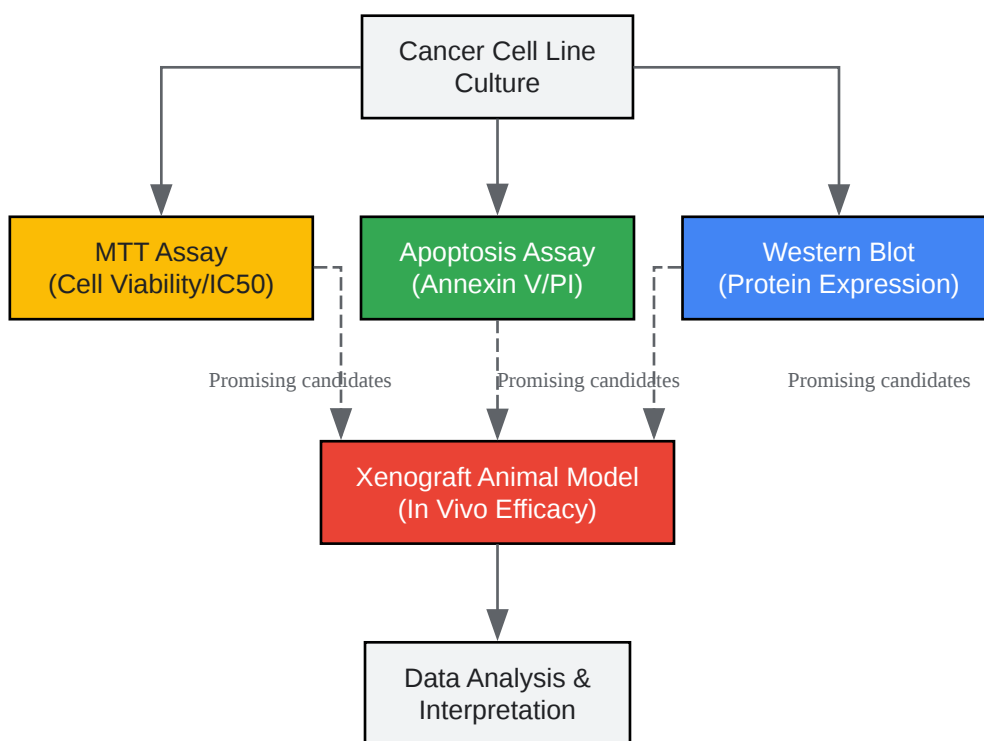 Cancer Cell Line
Culture
MTT Assay
(Cell Viability/IC50)
Apoptosis Assay
(Annexin V/PI)
Western Blot
(Protein Expression)
Promising candidates
Promising candidates
Promising candidates
Xenograft Animal Model
(In Vivo Efficacy)
Data Analysis &
Interpretation